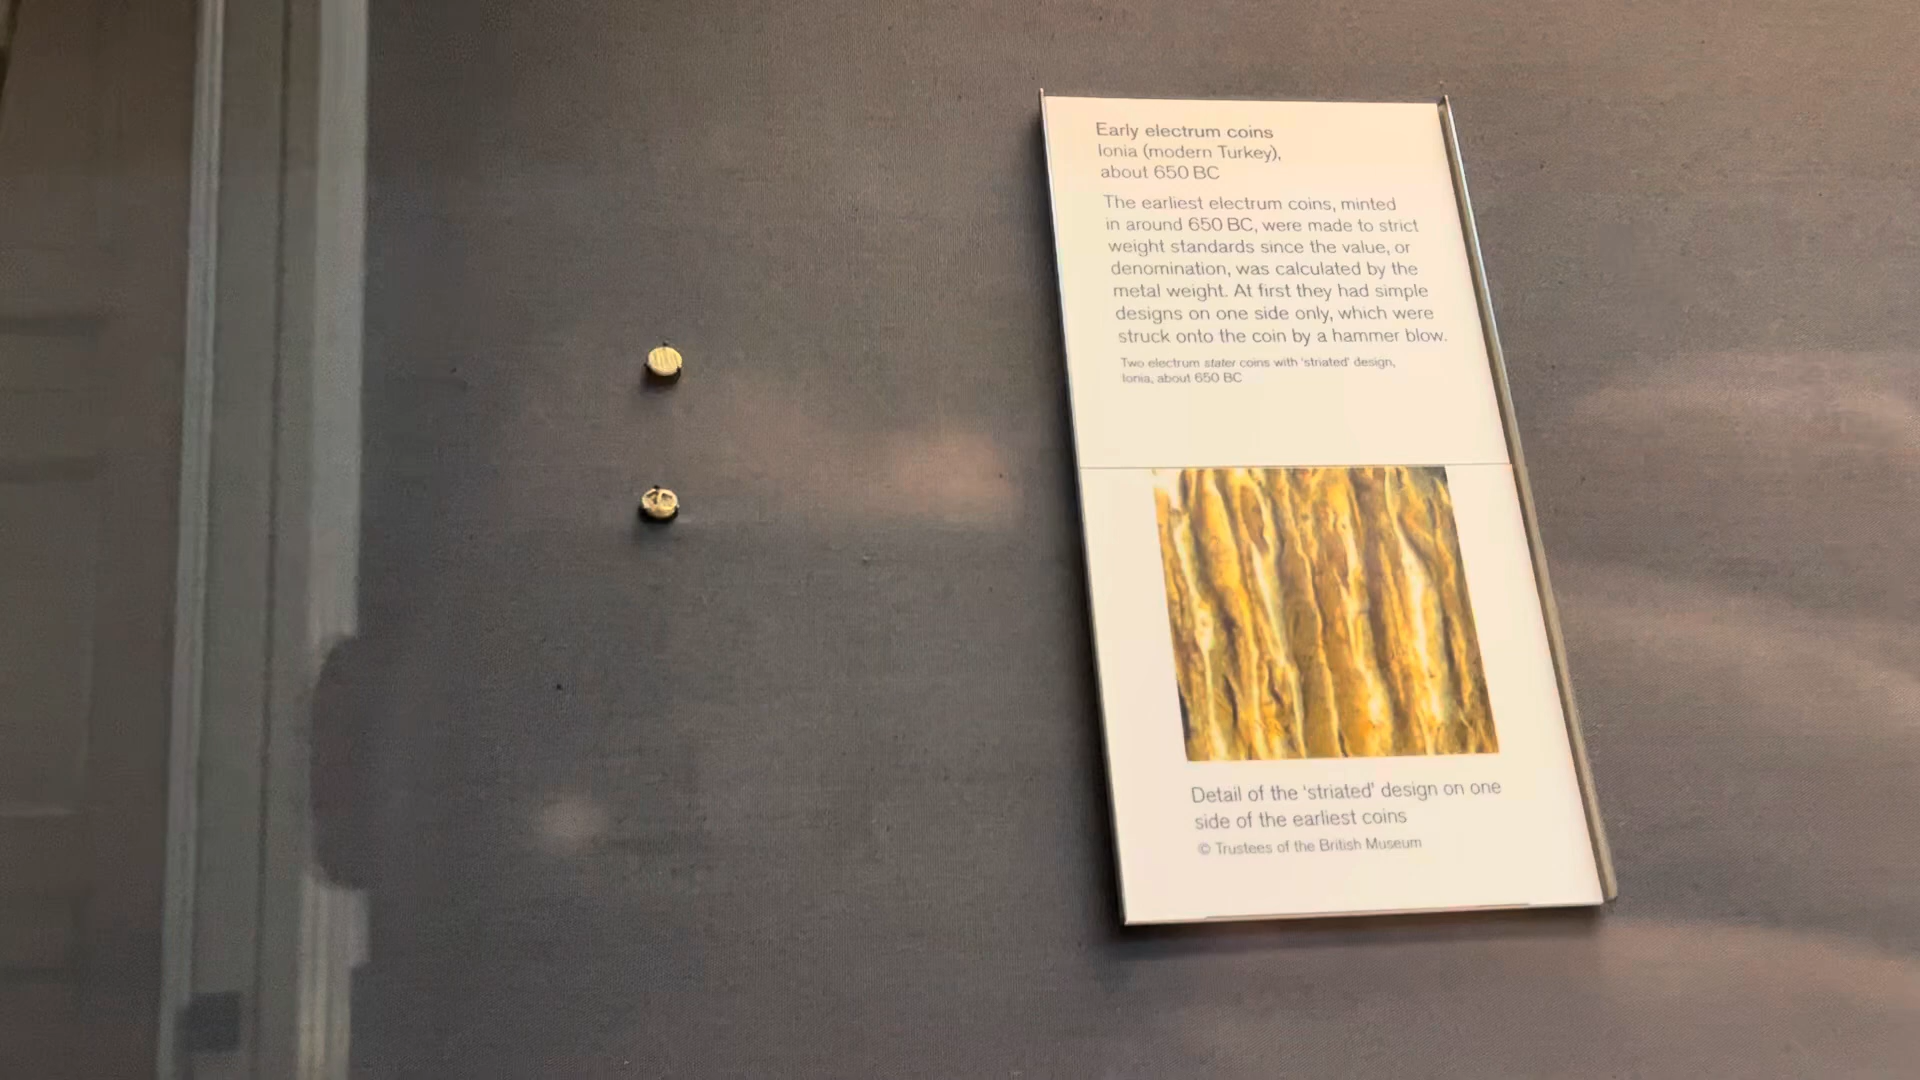 Early electrum coins
Ionia (modern Turkey),
about 650 BC
The earliest electrum coins, minted
in around 650 BC, were made to strict
weight standards since the value, or
denomination, was calculated by the
metal weight. At first they had simple
designs on one side only, which were
struck onto the coin by a hammer blow.
Two electrum stater coins with 'striated' design,
Ionia, about 650 BC
Detail of the 'striated' design on one
side of the earliest coins
© Trustees of the British Museum